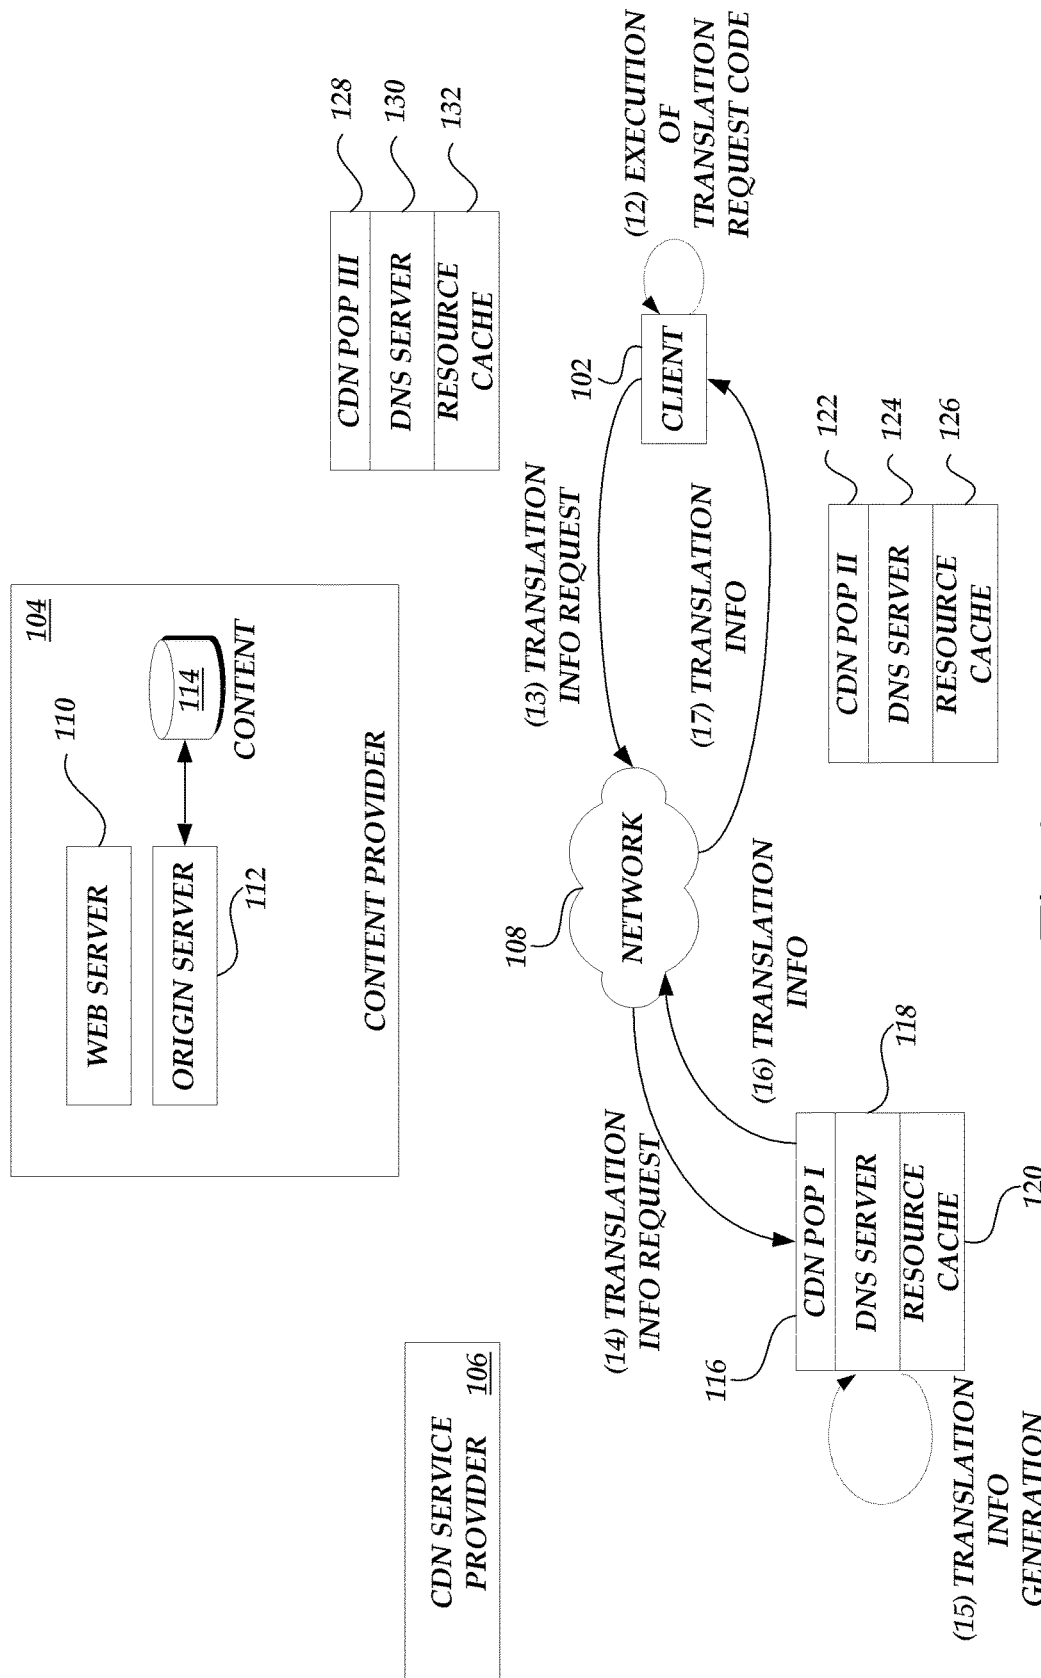 104
WEB SERVER
110
ORIGIN SERVER
112
114
CONTENT
CONTENT PROVIDER
CDN SERVICE
PROVIDER
106
CDN POP III
128
DNS SERVER
130
RESOURCE
CACHE
132
(13) TRANSLATION
INFO REQUEST
(14) TRANSLATION
INFO REQUEST
108
NETWORK
102
CLIENT
(12) EXECUTION
OF
TRANSLATION
REQUEST CODE
(17) TRANSLATION
INFO
(16) TRANSLATION
INFO
116
CDN POP I
DNS SERVER
118
RESOURCE
CACHE
120
(15) TRANSLATION
INFO
GENERATION
CDN POP II
122
DNS SERVER
124
RESOURCE
CACHE
126